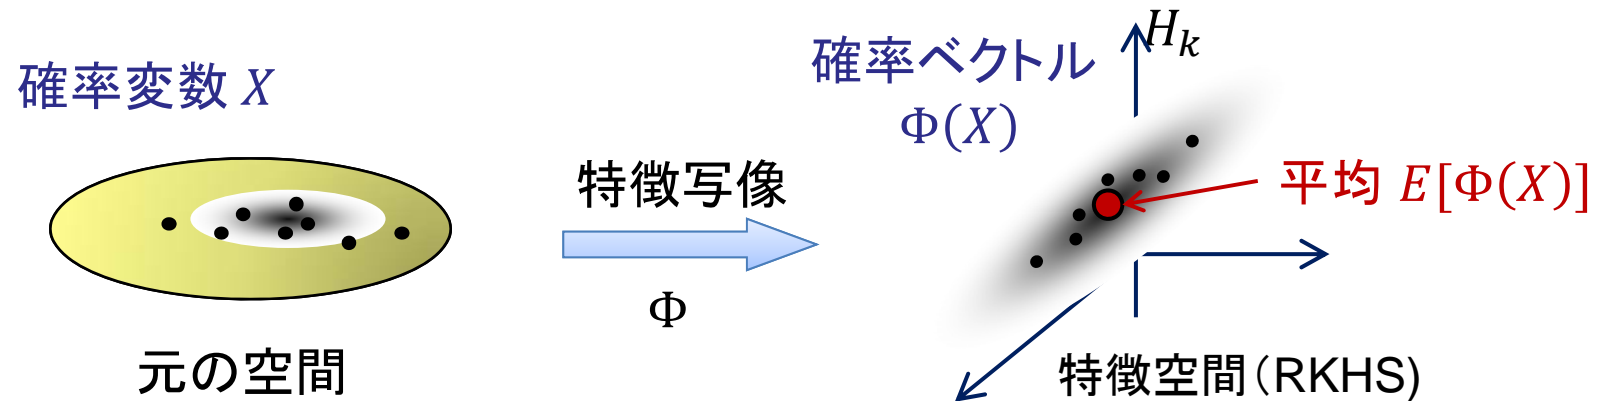 確率変数 X
元の空間
特徴写像
Φ
確率ベクトル
Φ(X)
H_k
平均 E[Φ(X)]
特徴空間(RKHS)